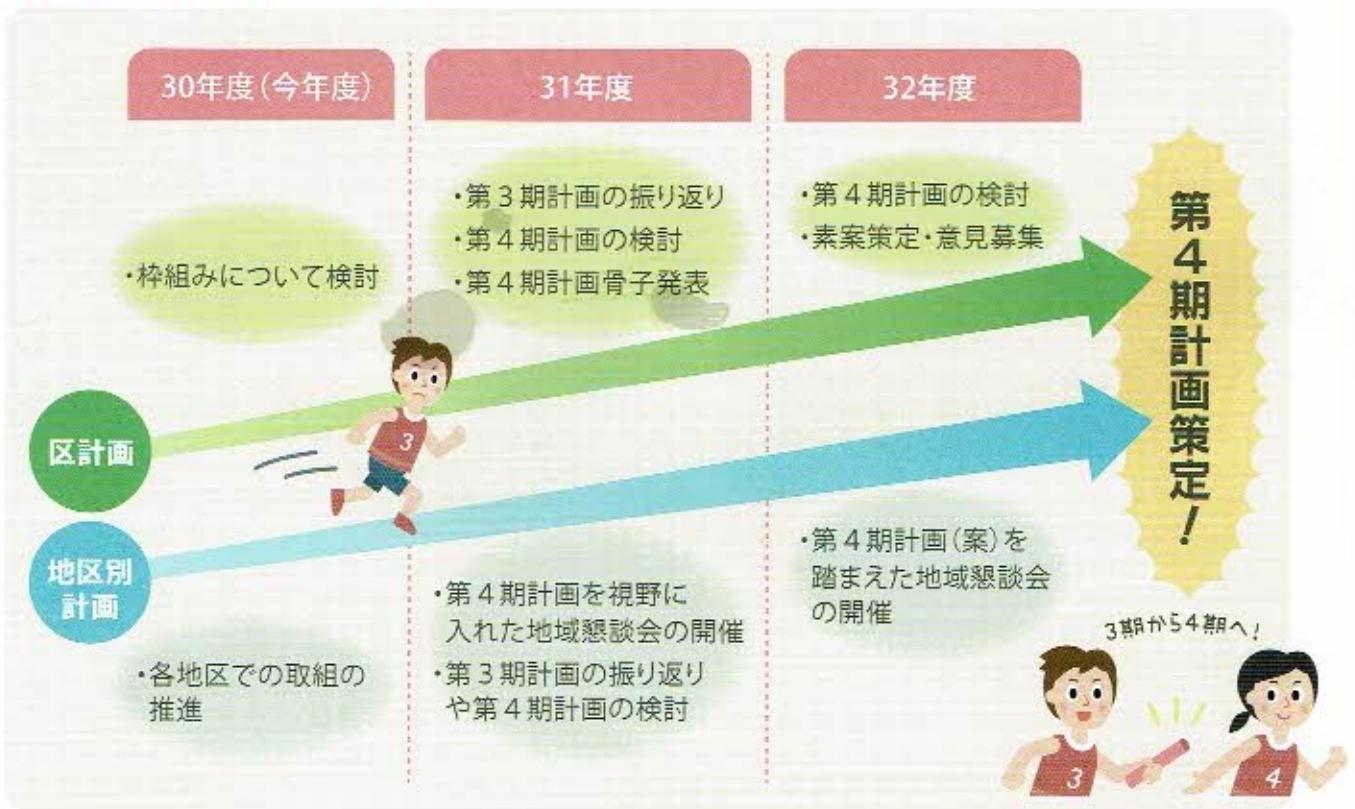 30年度(今年度)
31年度
32年度
・枠組みについて検討
・第3期計画の振り返り
・第4期計画の検討
・第4期計画骨子発表
・第4期計画の検討
・素案策定・意見募集
第4期計画策定!
区計画
地区別
計画
・各地区での取組の
推進
・第4期計画を視野に
入れた地域懇談会の開催
・第3期計画の振り返り
や第4期計画の検討
・第4期計画(案)を
踏まえた地域懇談会
の開催
3
3期から4期へ!
3
4